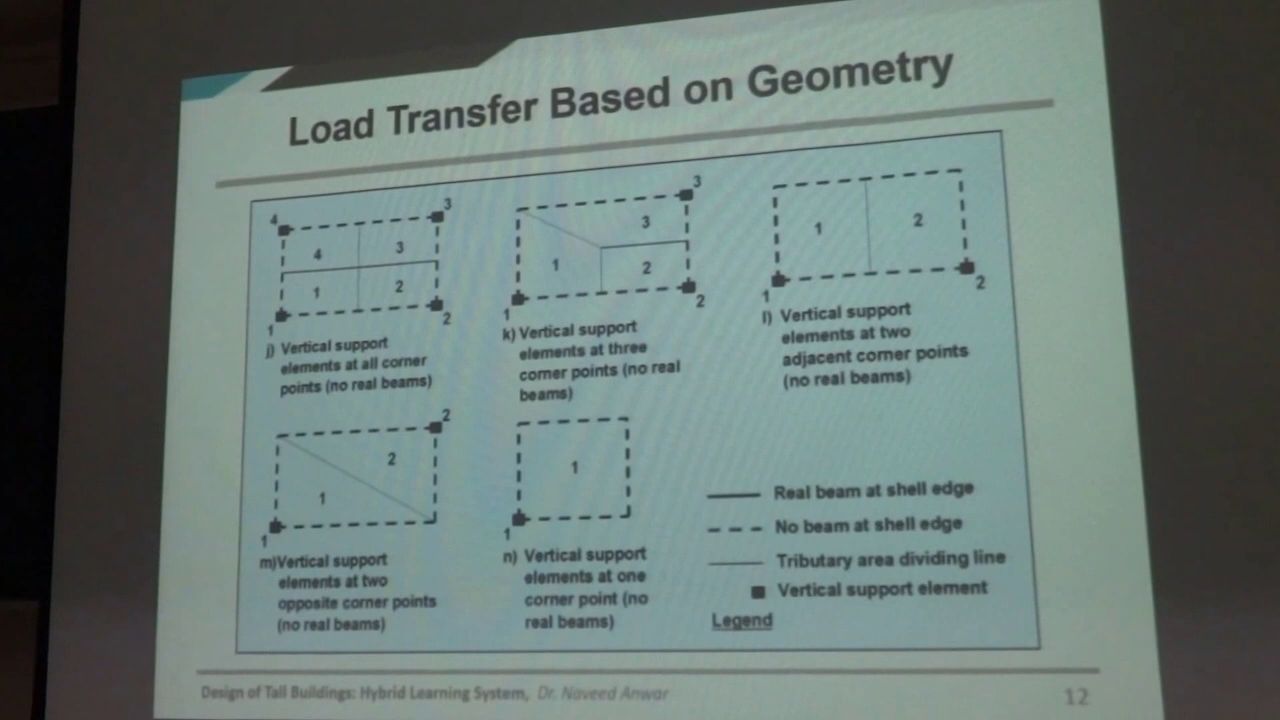 Load Transfer Based on Geometry
4 3
4 3
1 2
1 2
j) Vertical support
elements at all corner
points (no real beams)
3
3
1 2
1 2
k) Vertical support
elements at three
corner points (no real
beams)
1 2
1 2
l) Vertical support
elements at two
adjacent corner points
(no real beams)
2
2
1
1
m)Vertical support
elements at two
opposite corner points
(no real beams)
1
1
n) Vertical support
elements at one
corner point (no
real beams)
Real beam at shell edge
No beam at shell edge
Tributary area dividing line
Vertical support element
Legend
Design of Tall Buildings: Hybrid Learning System, Dr. Naveed Anwar
12